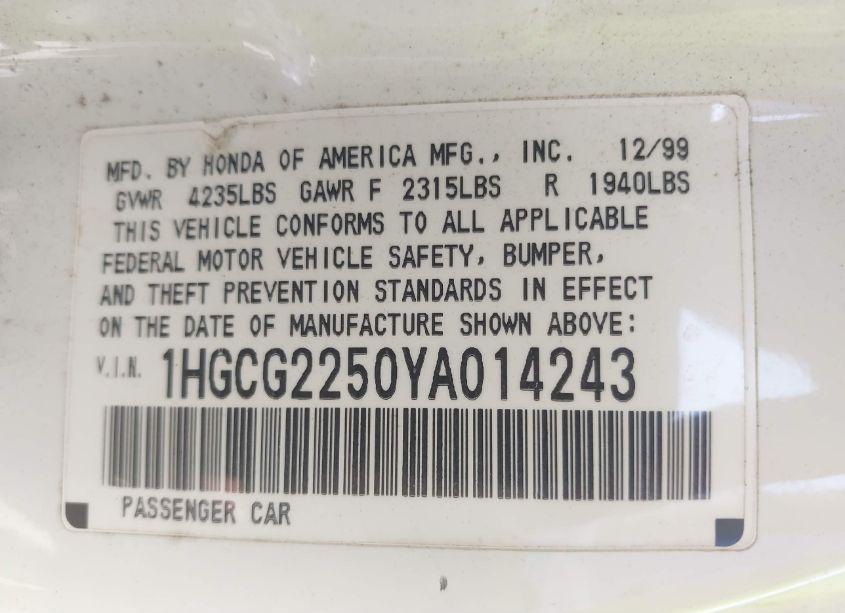 MFD. BY HONDA OF AMERICA MFG., INC. 12/99
GVWR 4235LBS GAWR F 2315LBS R 1940LBS
THIS VEHICLE CONFORMS TO ALL APPLICABLE
FEDERAL MOTOR VEHICLE SAFETY, BUMPER,
AND THEFT PREVENTION STANDARDS IN EFFECT
ON THE DATE OF MANUFACTURE SHOWN ABOVE:
V.I.N. 1HGCG2250YA014243
PASSENGER CAR